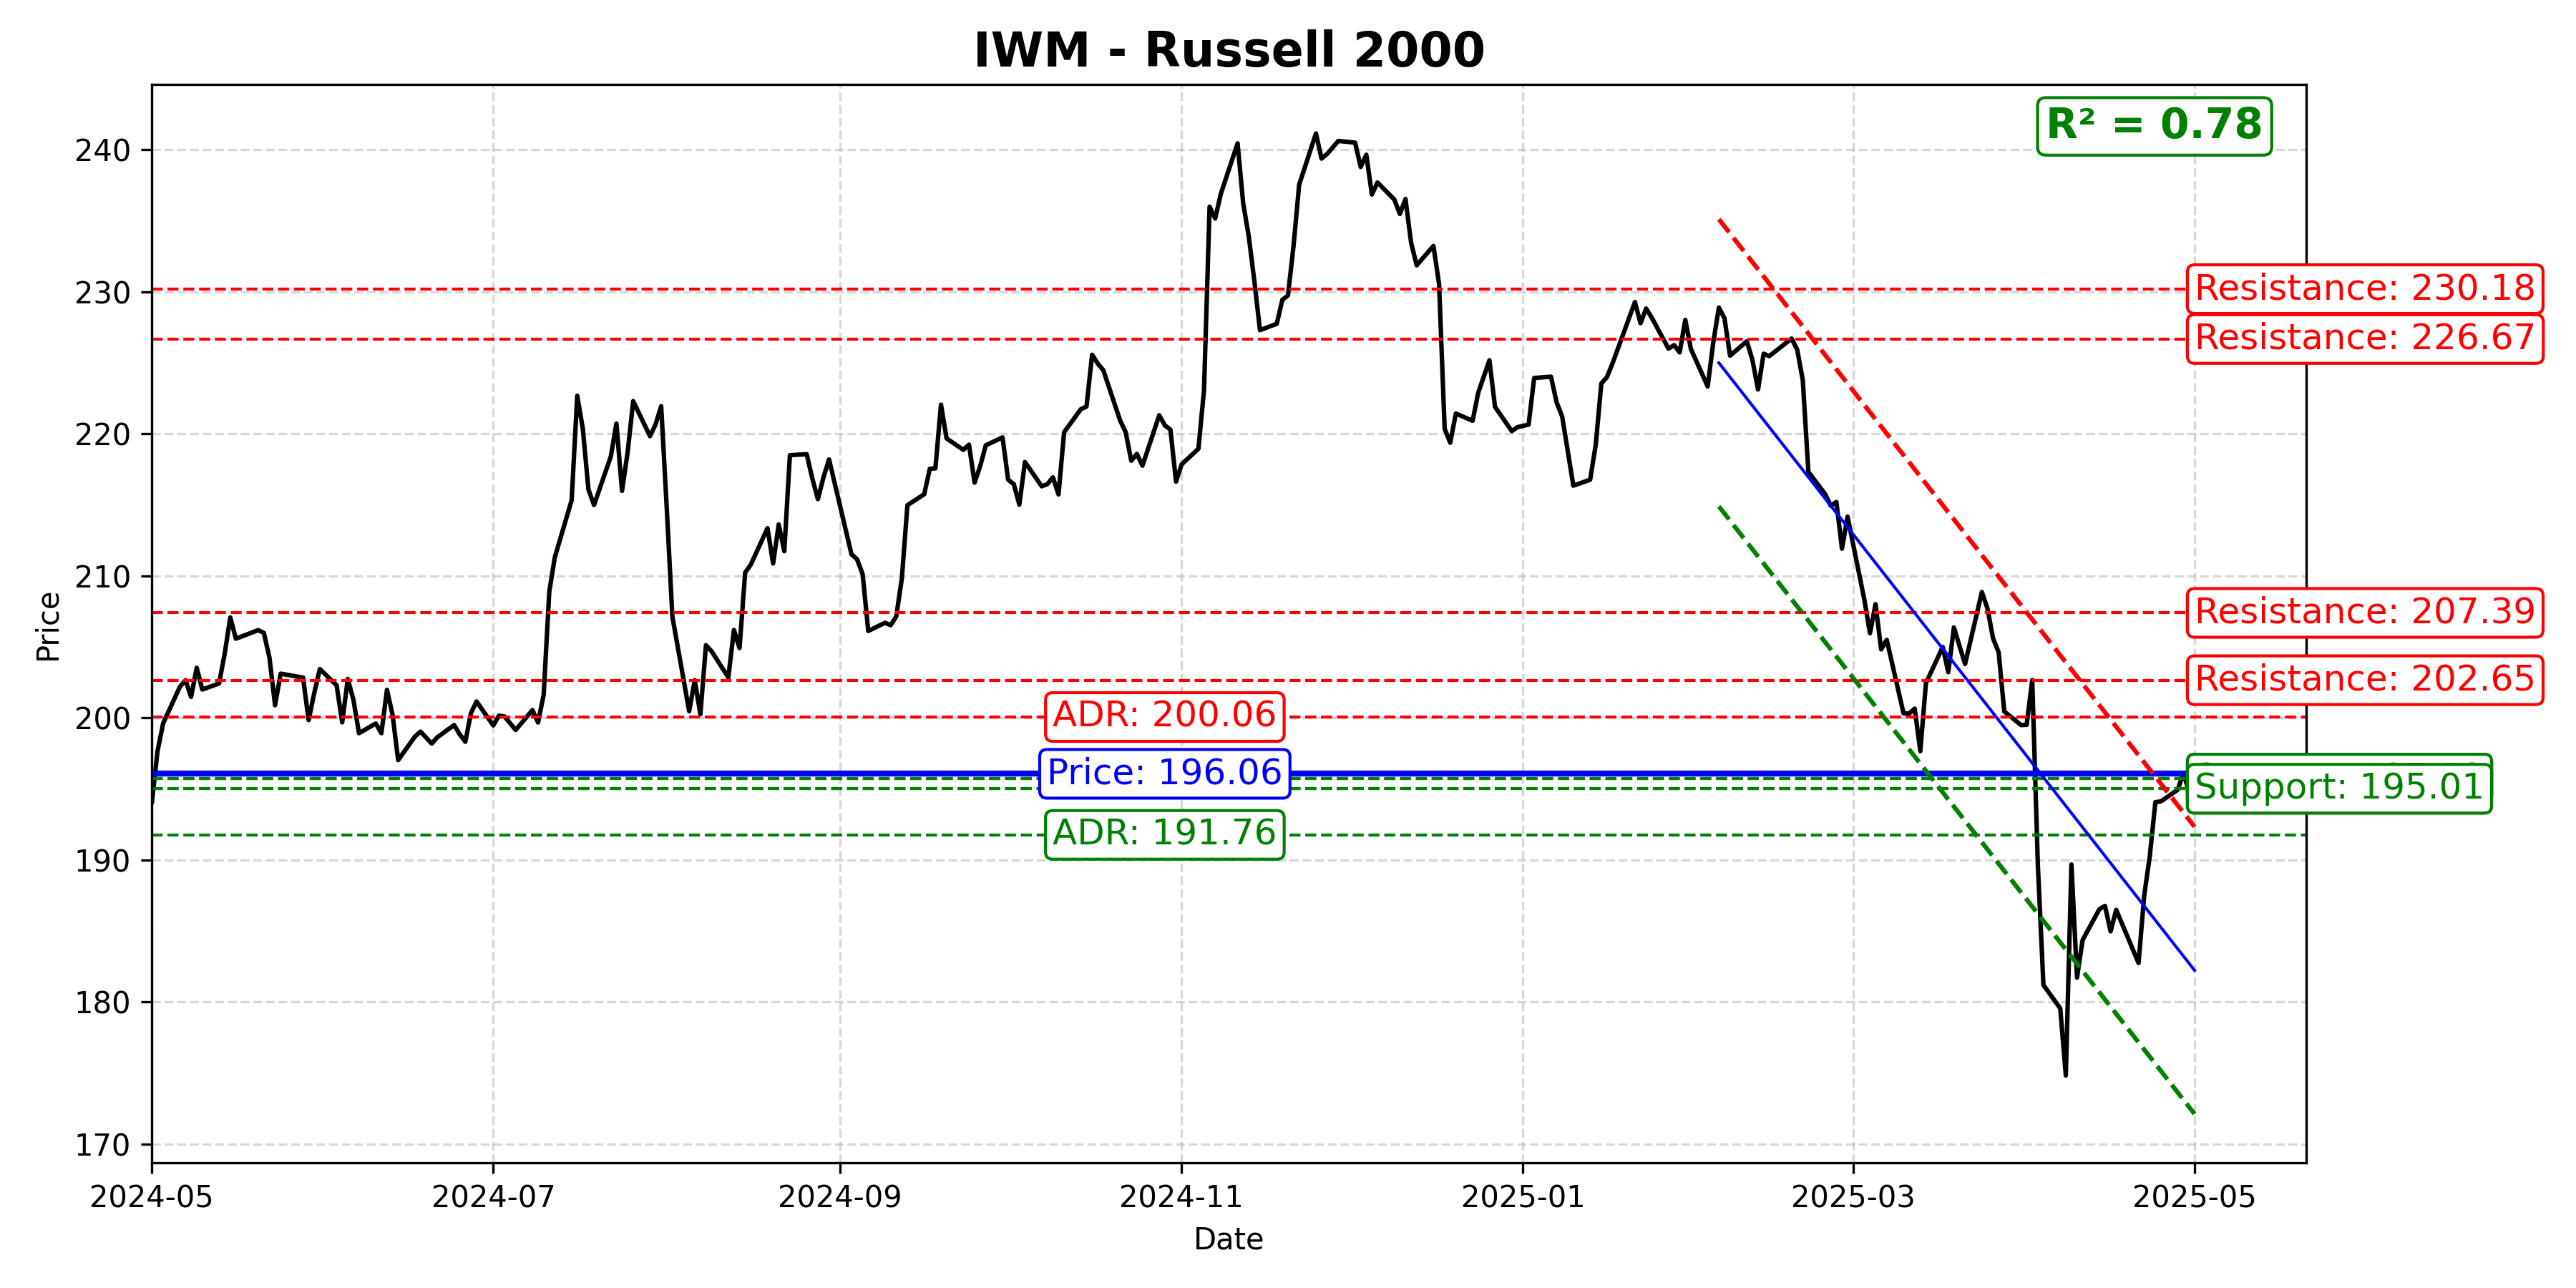 IWM - Russell 2000
R² = 0.78
240
230
220
210
200
190
180
170
Price
Resistance: 230.18
Resistance: 226.67
Resistance: 207.39
Resistance: 202.65
ADR: 200.06
Price: 196.06
Support: 195.01
ADR: 191.76
2024-05
2024-07
2024-09
2024-11
2025-01
2025-03
2025-05
Date